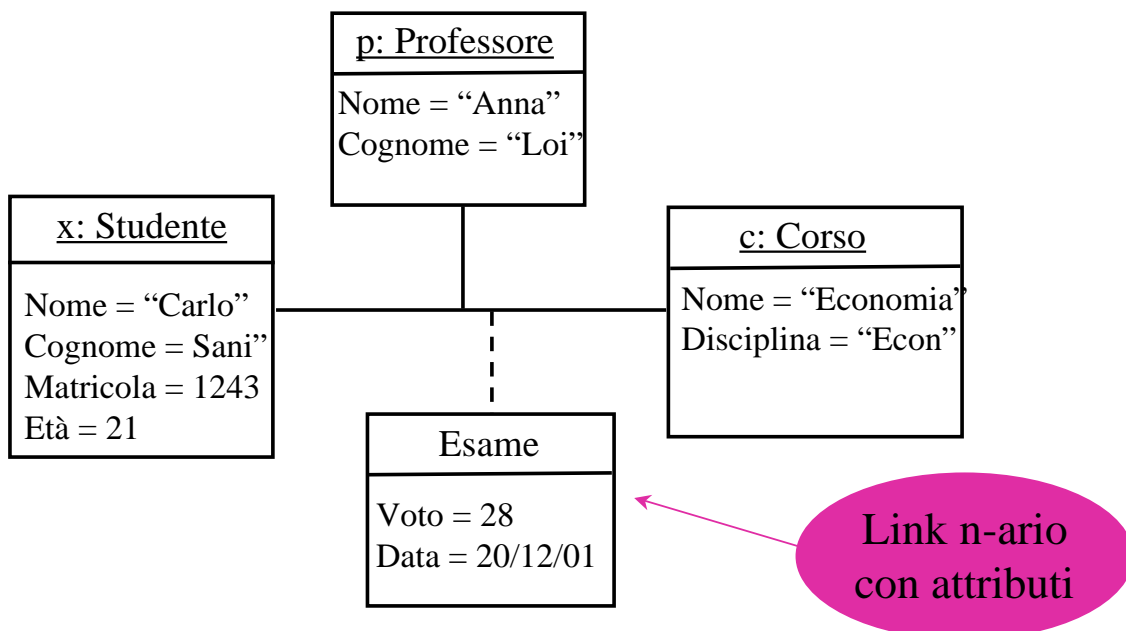 p: Professore
Nome = “Anna”
Cognome = “Loi”
x: Studente
Nome = “Carlo”
Cognome = Sani”
Matricola = 1243
Età = 21
c: Corso
Nome = “Economia”
Disciplina = “Econ”
Esame
Voto = 28
Data = 20/12/01
Link n-ario
con attributi